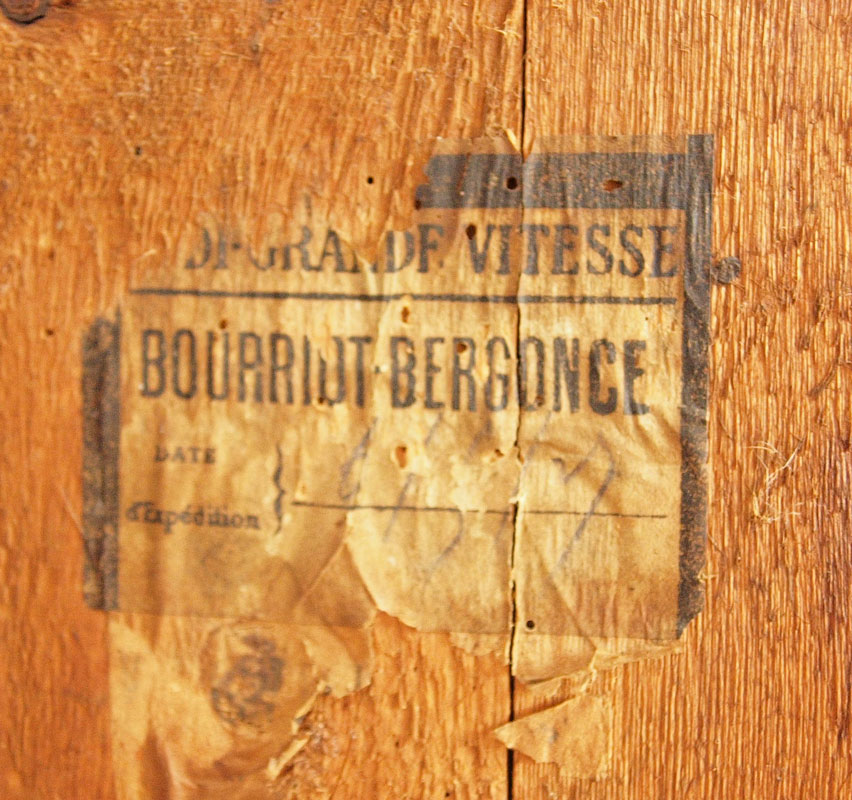 GRANDE VITESSE
BOURRIOT-BERGONCE
DATE
d'Expédition